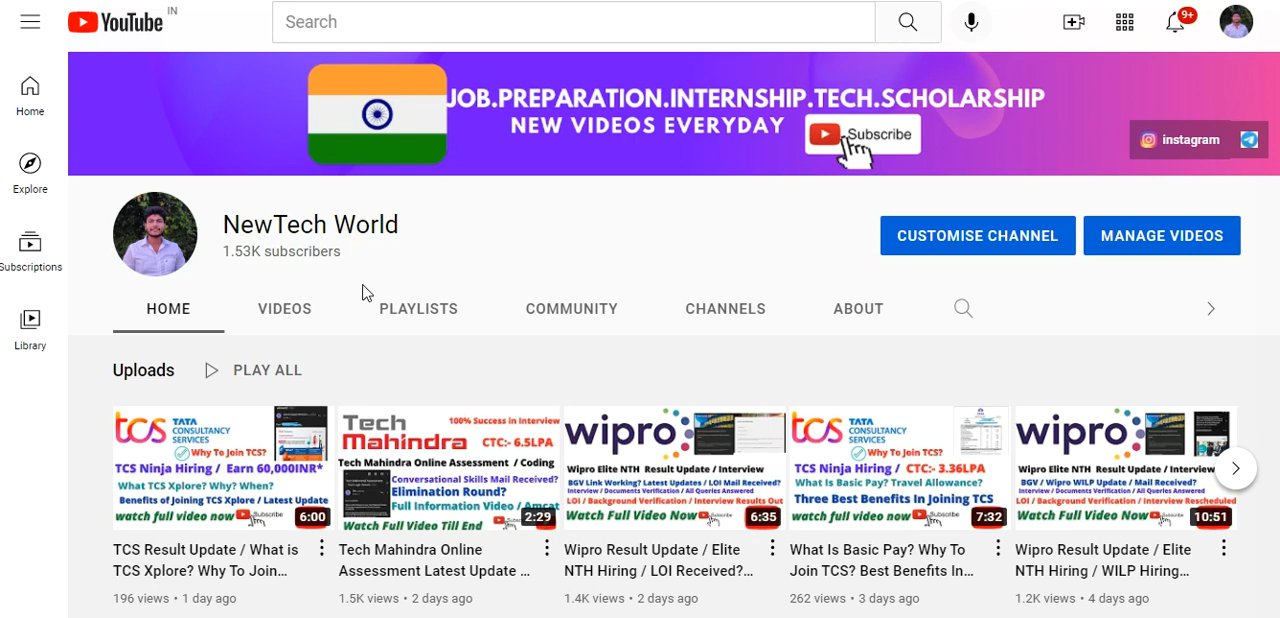 YouTube IN
Search
9+
JOB.PREPARATION.INTERNSHIP.TECH.SCHOLARSHIP
NEW VIDEOS EVERYDAY
Subscribe
instagram
Home
Explore
Subscriptions
Library
NewTech World
1.53K subscribers
CUSTOMISE CHANNEL
MANAGE VIDEOS
HOME
VIDEOS
PLAYLISTS
COMMUNITY
CHANNELS
ABOUT
Uploads
PLAY ALL
tcs TATA
CONSULTANCY
SERVICES
Why To Join TCS?
TCS Ninja Hiring / Earn 60,000INR*
What TCS Xplore? Why? When?
Benefits of Joining TCS Xplore / Latest Update
watch full video now
Subscribe
6:00
TCS Result Update / What is
TCS Xplore? Why To Join...
196 views • 1 day ago
Tech
Mahindra
100% Success in Interview
CTC:- 6.5LPA
Tech Mahindra Online Assessment / Coding
Conversational Skills Mail Received?
Elimination Round?
Full Information Video / Amcat
Watch Full Video Till End
2:29
Tech Mahindra Online
Assessment Latest Update ...
1.5K views • 2 days ago
wipro
Wipro Elite NTH Result Update / Interview
BGV Link Working? Latest Updates / LOI Mail Received?
Interview / Documents Verification / All Queries Answered
LOI / Background Verification / Interview Results Out
Watch Full Video Now
Subscribe
6:35
Wipro Result Update / Elite
NTH Hiring / LOI Received?...
1.4K views • 2 days ago
tcs TATA
CONSULTANCY
SERVICES
Why To Join TCS?
TCS Ninja Hiring / CTC:- 3.36LPA
What Is Basic Pay? Travel Allowance?
Three Best Benefits In Joining TCS
watch full video now
Subscribe
7:32
What Is Basic Pay? Why To
Join TCS? Best Benefits In...
262 views • 3 days ago
wipro
Wipro Elite NTH Result Update / Interview
BGV / Wipro WILP Update / Mail Received?
Interview / Documents Verification / All Queries Answered
LOI / Background Verification / Interview Rescheduled
Watch Full Video Now
Subscribe
10:51
Wipro Result Update / Elite
NTH Hiring / WILP Hiring...
1.2K views • 4 days ago